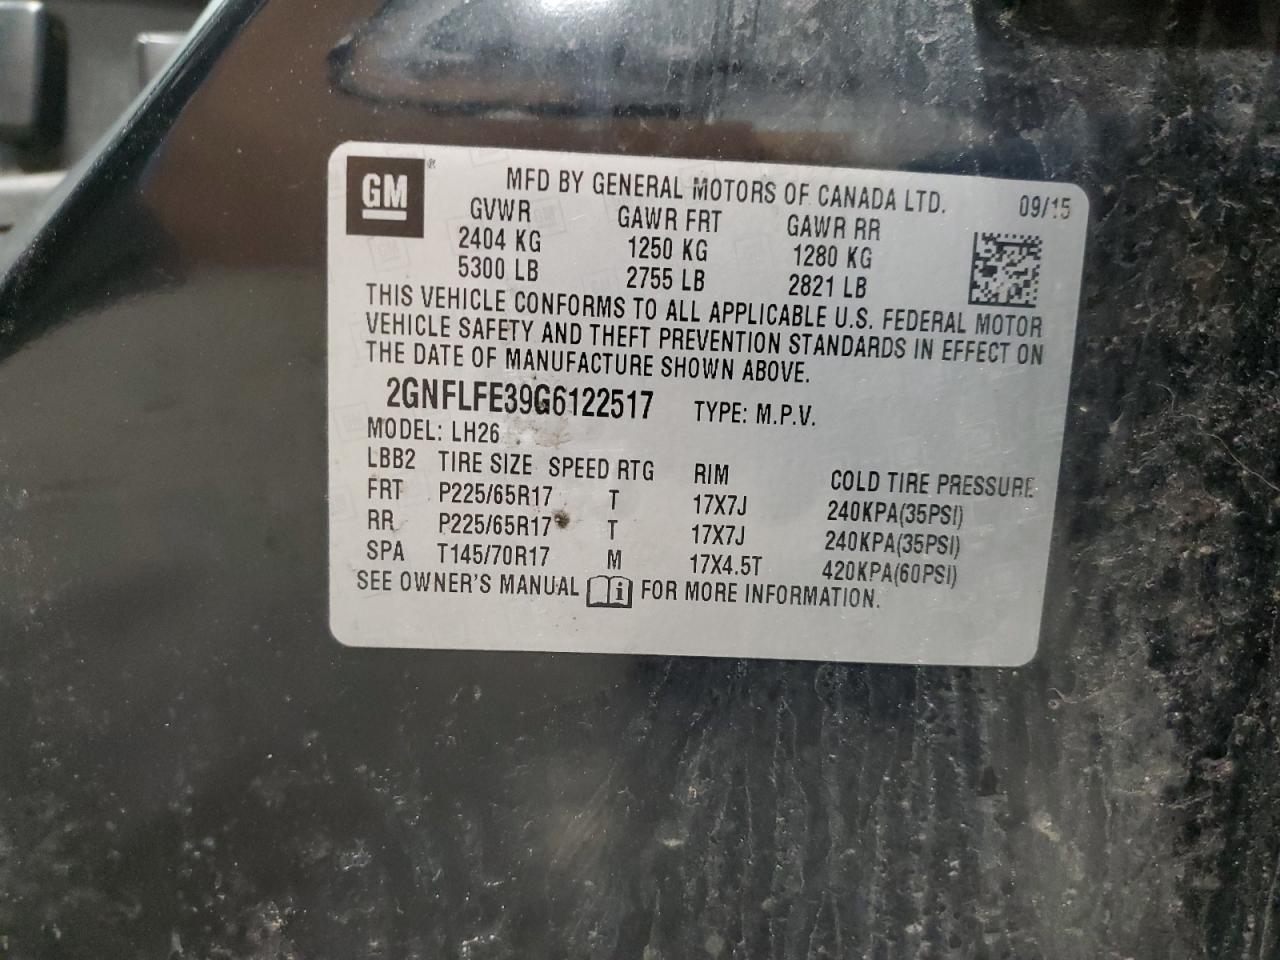 GM ®
MFD BY GENERAL MOTORS OF CANADA LTD. 09/15
GVWR GAWR FRT GAWR RR
2404 KG 1250 KG 1280 KG
5300 LB 2755 LB 2821 LB
THIS VEHICLE CONFORMS TO ALL APPLICABLE U.S. FEDERAL MOTOR
VEHICLE SAFETY AND THEFT PREVENTION STANDARDS IN EFFECT ON
THE DATE OF MANUFACTURE SHOWN ABOVE.
2GNFLFE39G6122517 TYPE: M.P.V.
MODEL: LH26
LBB2 TIRE SIZE SPEED RTG RIM COLD TIRE PRESSURE
FRT P225/65R17 T 17X7J 240KPA(35PSI)
RR P225/65R17 T 17X7J 240KPA(35PSI)
SPA T145/70R17 M 17X4.5T 420KPA(60PSI)
SEE OWNER'S MANUAL i FOR MORE INFORMATION.